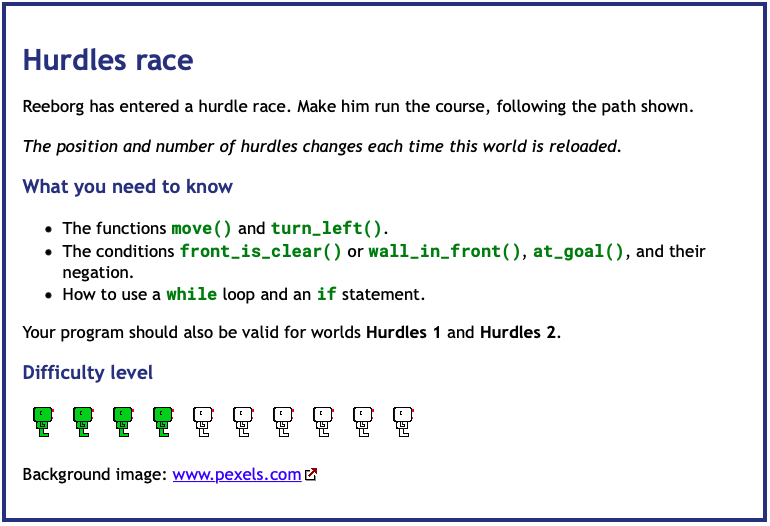 Hurdles race
Reeborg has entered a hurdle race. Make him run the course, following the path shown.
The position and number of hurdles changes each time this world is reloaded.
What you need to know
• The functions move() and turn_left().
• The conditions front_is_clear() or wall_in_front(), at_goal(), and their
negation.
• How to use a while loop and an if statement.
Your program should also be valid for worlds Hurdles 1 and Hurdles 2.
Difficulty level
Background image: www.pexels.com